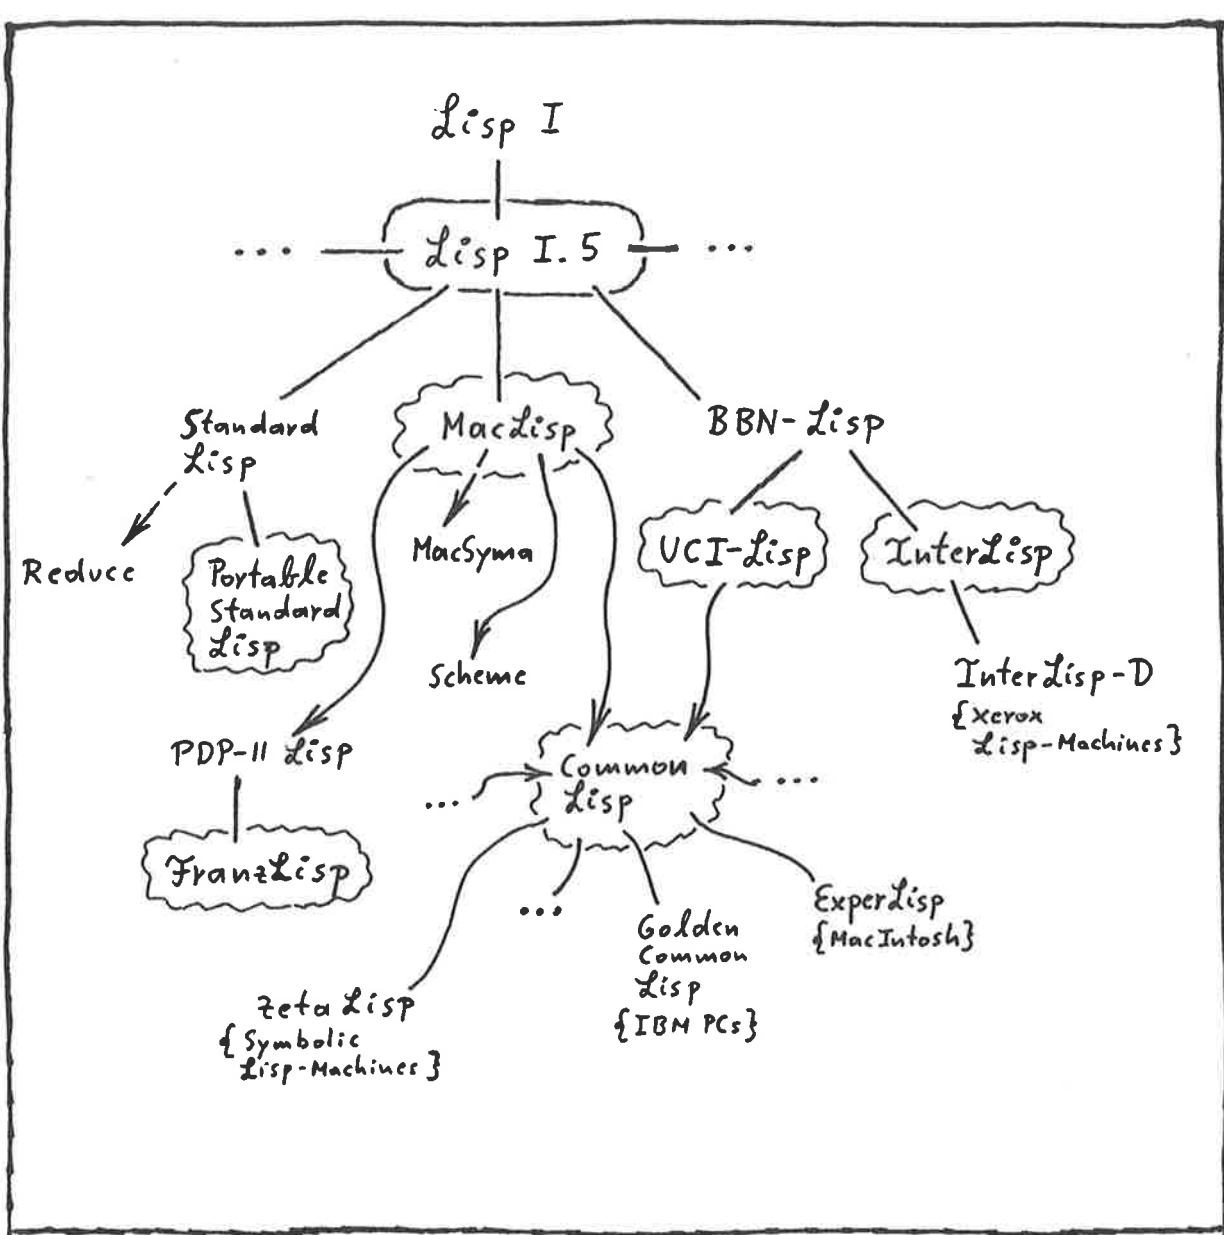 Lisp I
... Lisp I.5 ...
Standard
Lisp
MacLisp
BBN-Lisp
Reduce
Portable
Standard
Lisp
MacSyma
UCI-Lisp
InterLisp
Scheme
InterLisp-D
{Xerox
Lisp-Machines}
PDP-11 Lisp
... Common ...
Lisp
FranzLisp
...
Golden
Common
Lisp
{IBM PCs}
ExperLisp
{MacIntosh}
ZetaLisp
{Symbolic
Lisp-Machines}